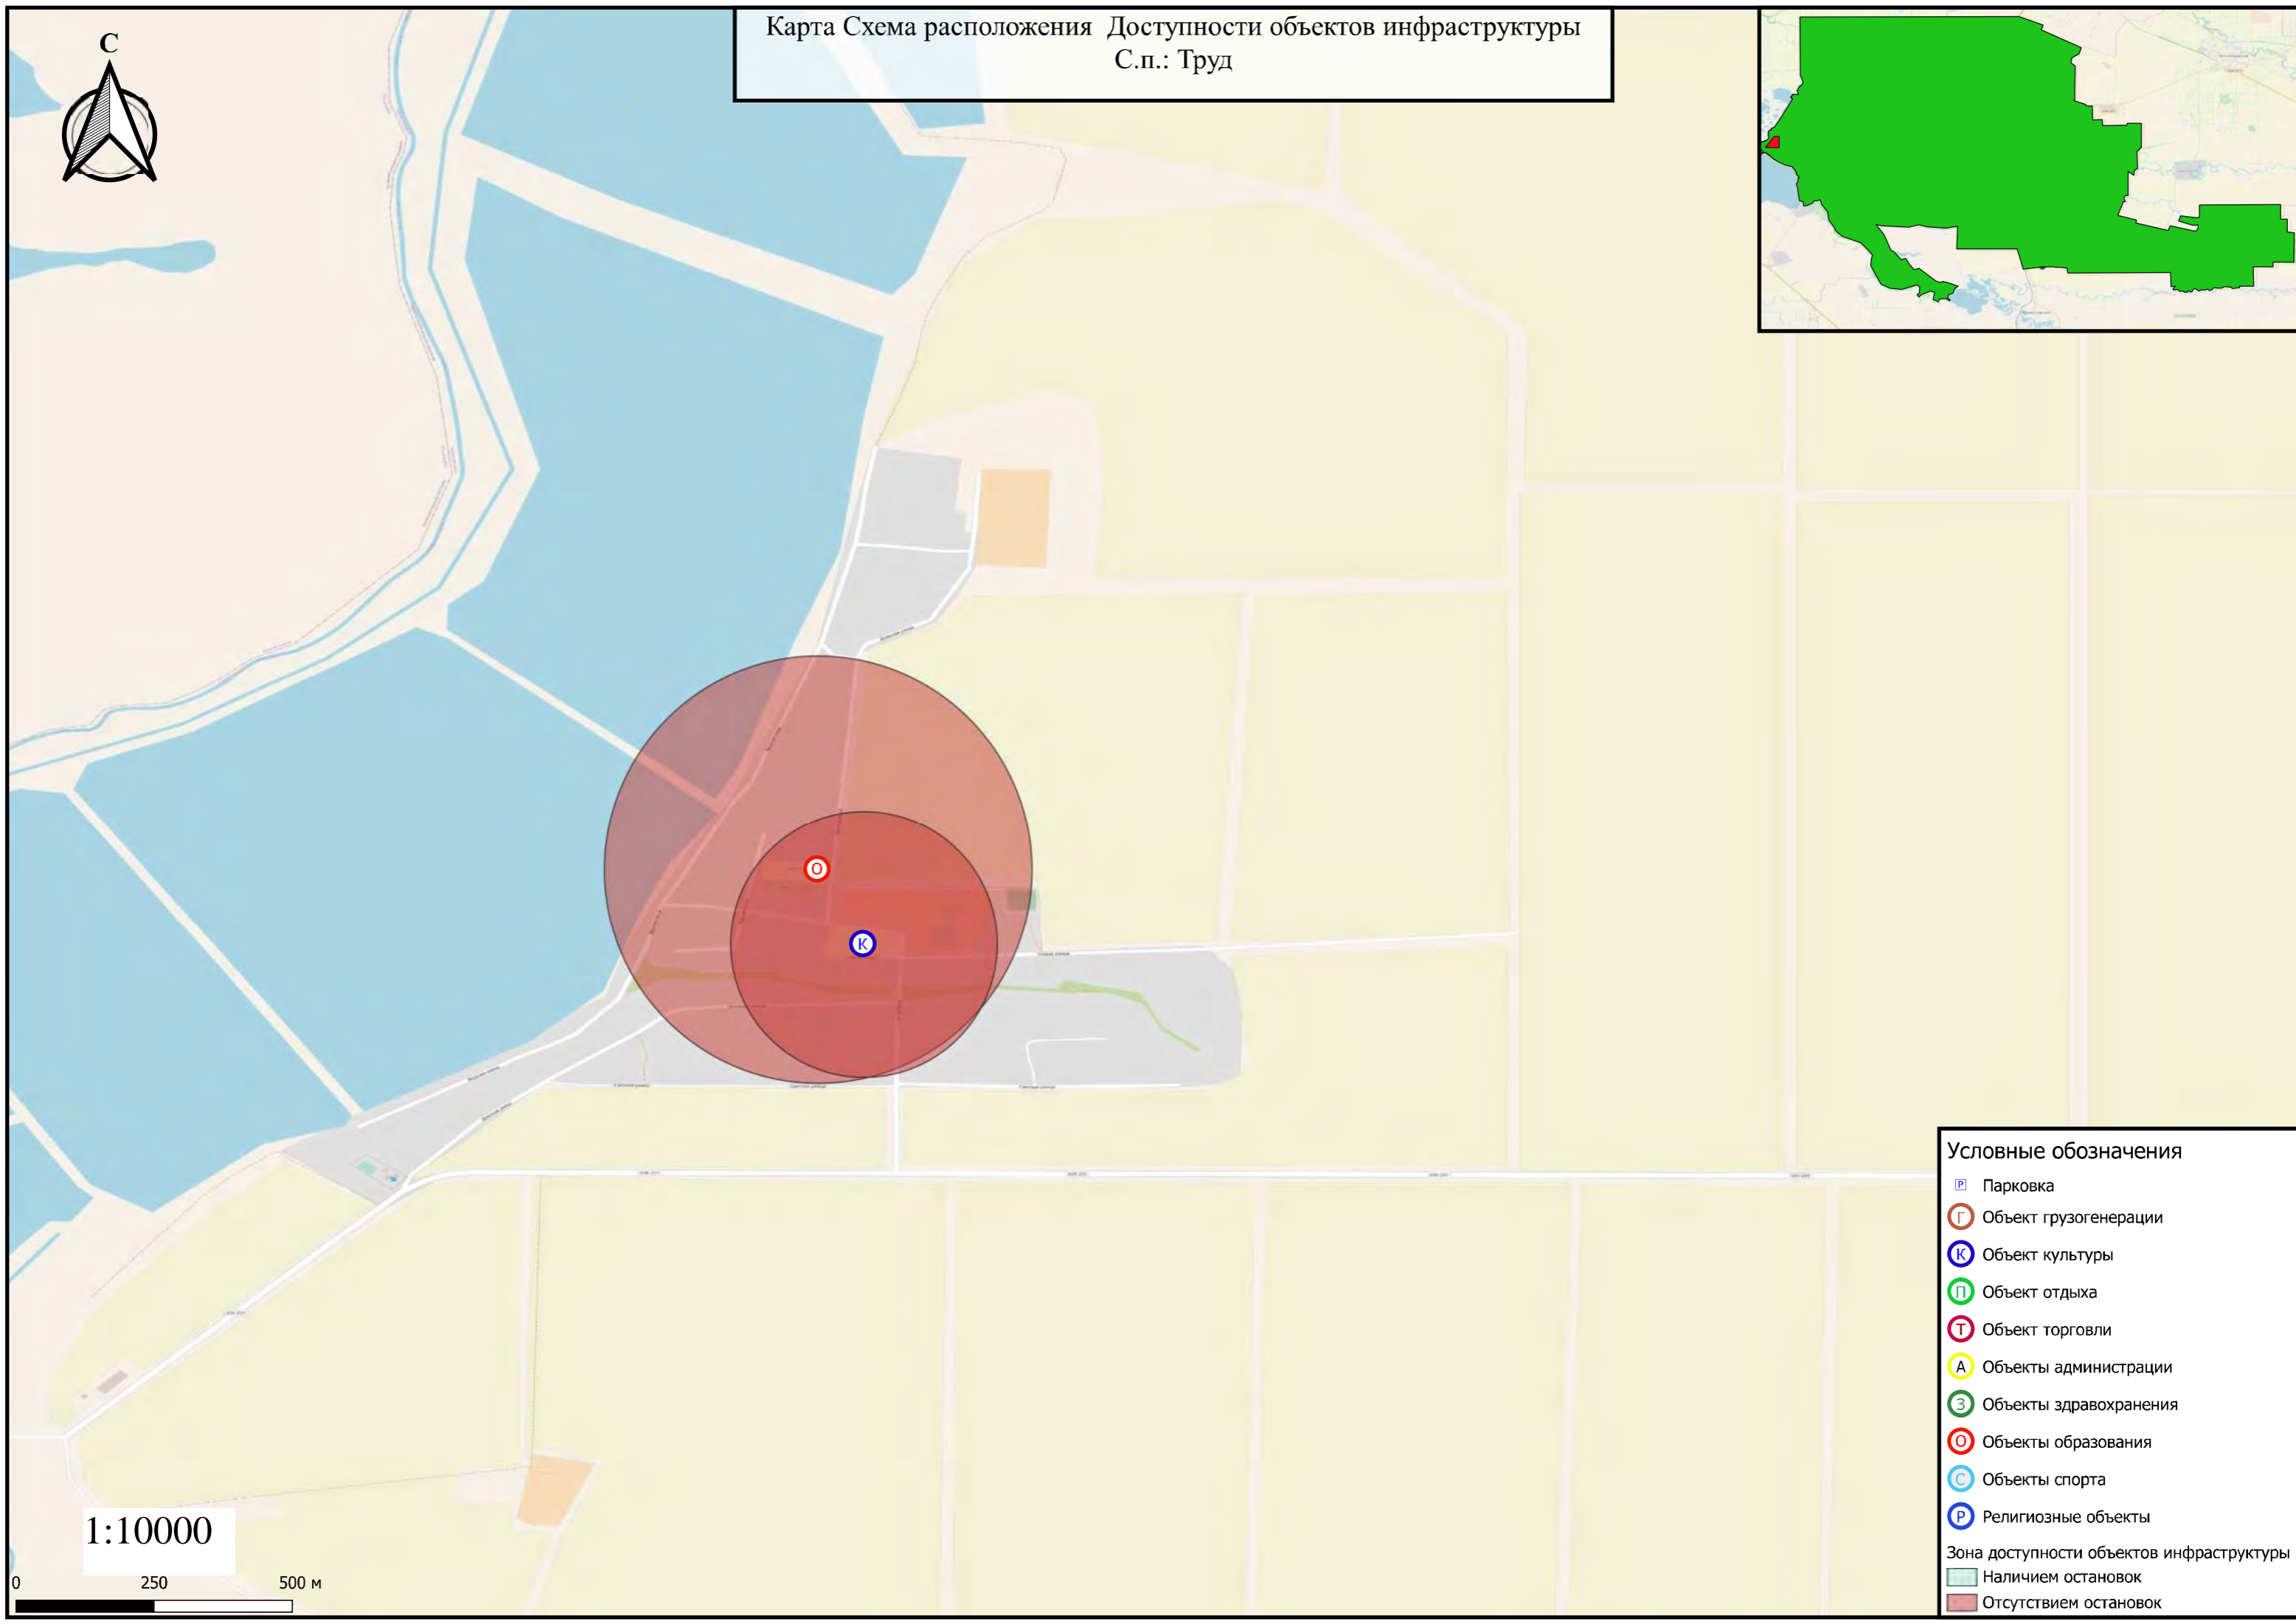 Карта Схема расположения Доступности объектов инфраструктуры
С.п.: Труд
С
О
К
Условные обозначения
Р Парковка
Г Объект грузогенерации
К Объект культуры
П Объект отдыха
Т Объект торговли
А Объекты администрации
З Объекты здравохранения
О Объекты образования
С Объекты спорта
Р Религиозные объекты
Зона доступности объектов инфраструктуры
Наличием остановок
Отсутствием остановок
1:10000
0 250 500 м